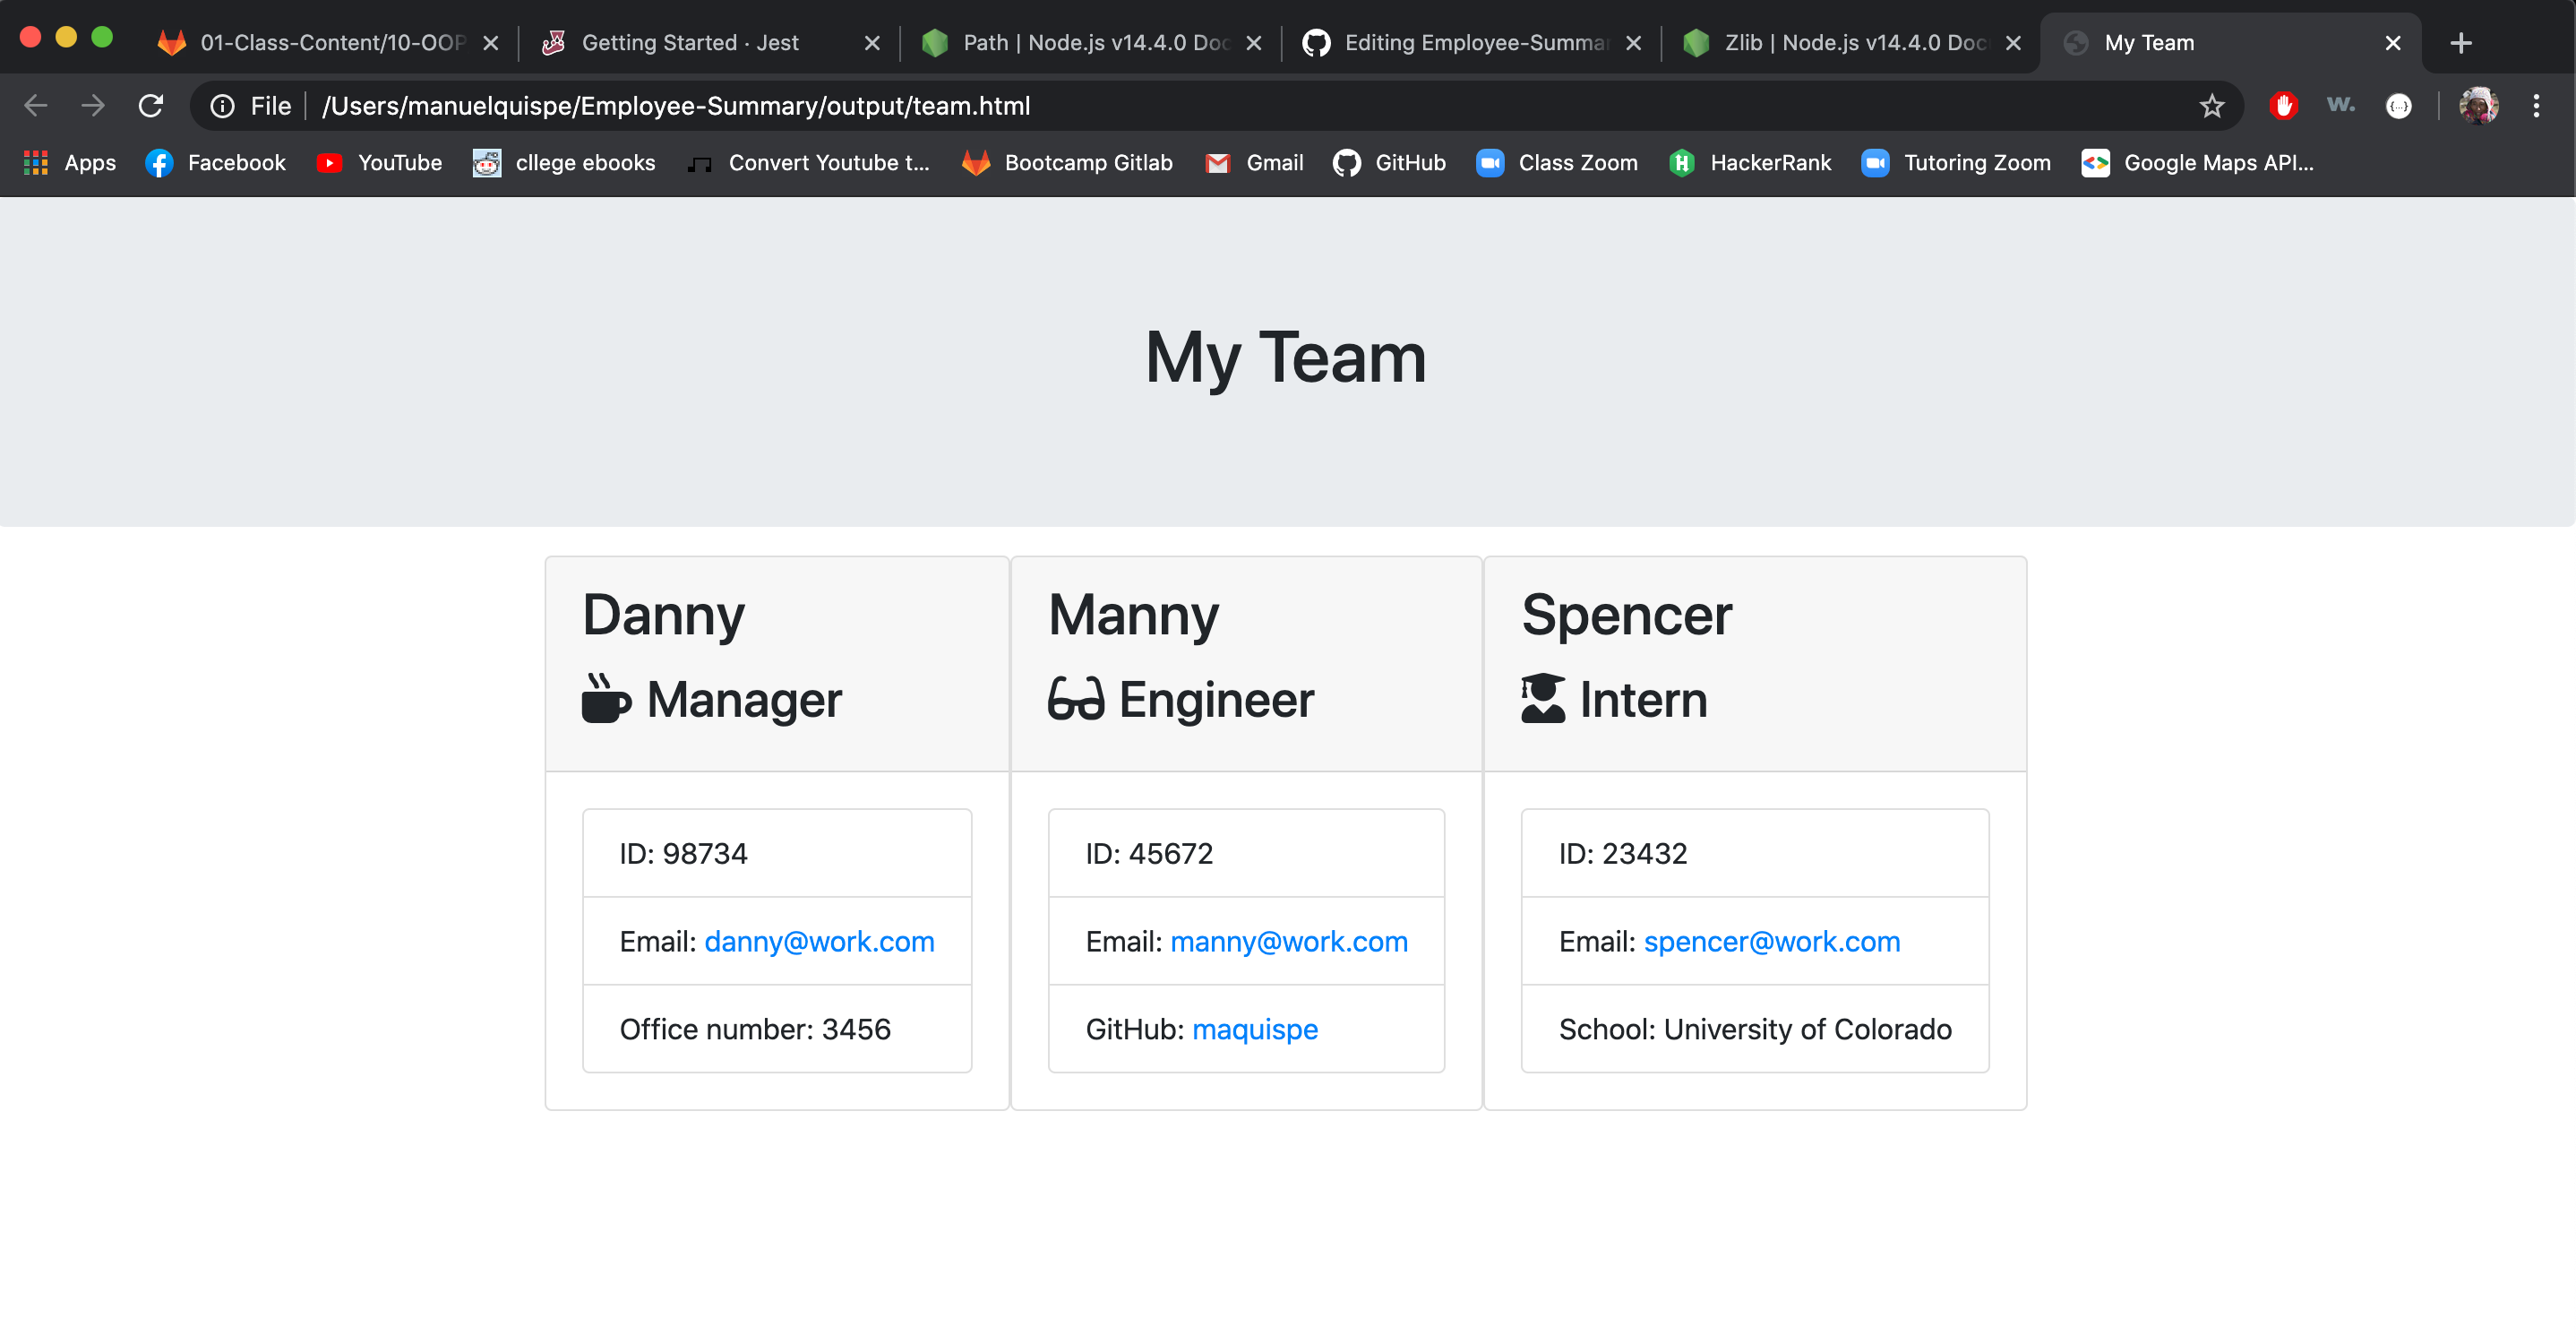 01-Class-Content/10-OOP
Getting Started · Jest
Path | Node.js v14.4.0 Doc
Editing Employee-Summar
Zlib | Node.js v14.4.0 Doc
My Team
File
/Users/manuelquispe/Employee-Summary/output/team.html
w.
Apps
Facebook
YouTube
cllege ebooks
Convert Youtube t...
Bootcamp Gitlab
Gmail
GitHub
Class Zoom
HackerRank
Tutoring Zoom
Google Maps API...
My Team
Danny
Manager
ID: 98734
Email: danny@work.com
Office number: 3456
Manny
Engineer
ID: 45672
Email: manny@work.com
GitHub: maquispe
Spencer
Intern
ID: 23432
Email: spencer@work.com
School: University of Colorado